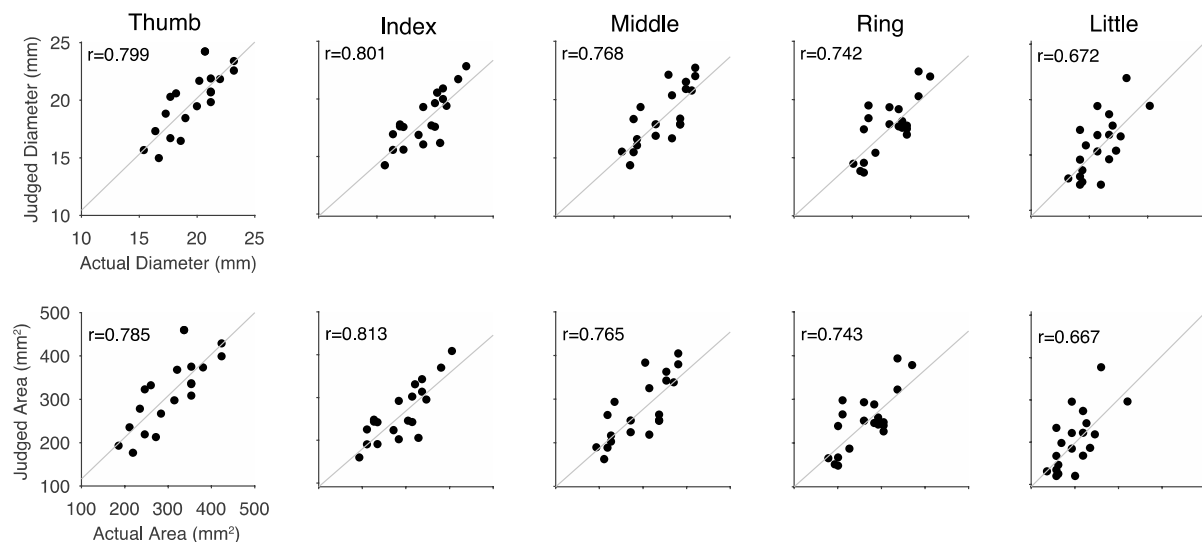 Thumb Index Middle Ring Little
Judged Diameter (mm)
25
20
15
10
r=0.799 r=0.801 r=0.768 r=0.742 r=0.672
10 15 20 25
Actual Diameter (mm)
Judged Area (mm²)
500
400
300
200
100
r=0.785 r=0.813 r=0.765 r=0.743 r=0.667
100 200 300 400 500
Actual Area (mm²)